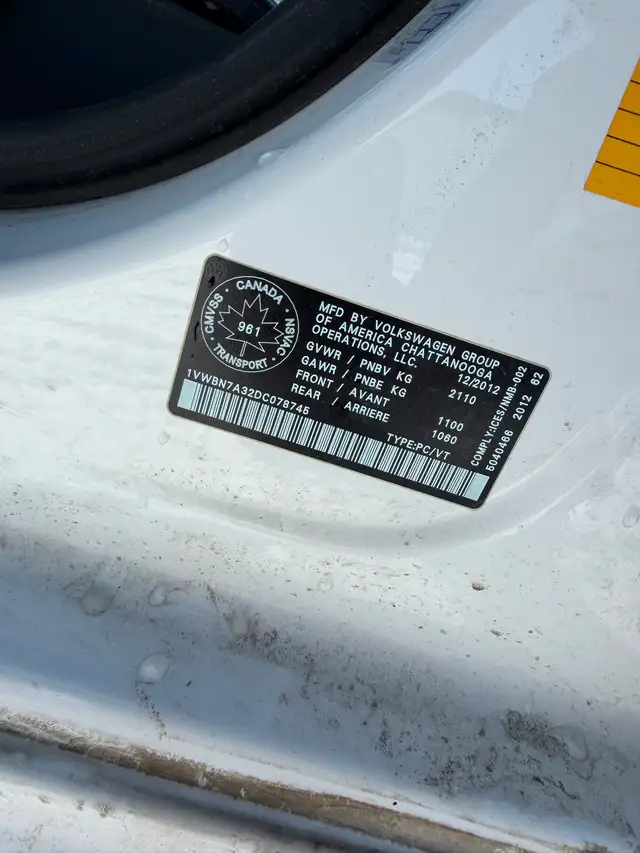 CANADA
CMVSS · NSVAC
961
TRANSPORT
MFD BY VOLKSWAGEN GROUP
OF AMERICA CHATTANOOGA
OPERATIONS, LLC. 12/2012
GVWR / PNBV KG 2110
GAWR / PNBE KG
FRONT / AVANT 1100
REAR / ARRIERE 1060
1VWBN7A32DC078745
TYPE:PC/VT
COMPLY:ICES/NMB-002
5040466 2012 62